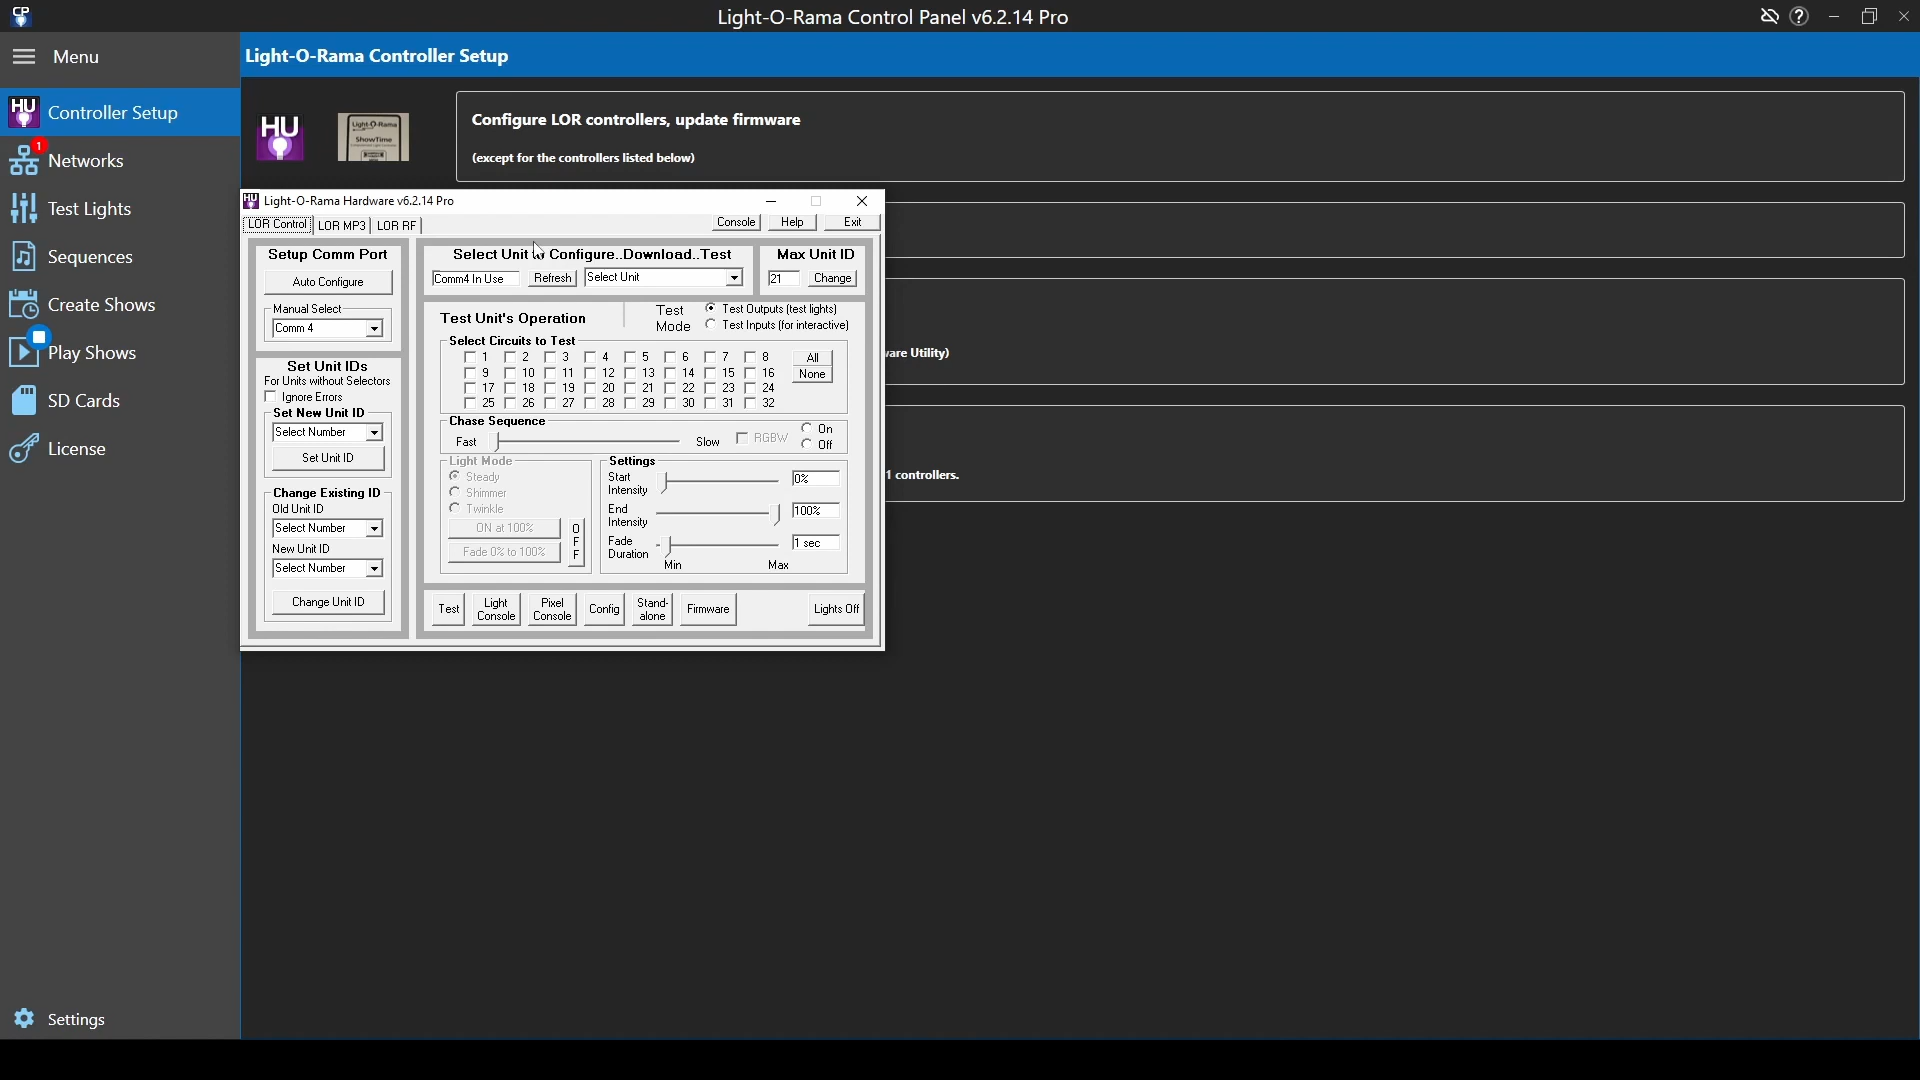 CP
Light-O-Rama Control Panel v6.2.14 Pro
Menu
Light-O-Rama Controller Setup
HU
Controller Setup
1
Networks
Test Lights
Sequences
Create Shows
Play Shows
SD Cards
License
Settings
HU
Light-O-Rama
ShowTime
Configure LOR controllers, update firmware
(except for the controllers listed below)
ware Utility)
1 controllers.
HU
Light-O-Rama Hardware v6.2.14 Pro
LOR Control
LOR MP3
LOR RF
Console
Help
Exit
Setup Comm Port
Auto Configure
Manual Select
Comm 4
Set Unit IDs
For Units without Selectors
Ignore Errors
Set New Unit ID
Select Number
Set Unit ID
Change Existing ID
Old Unit ID
Select Number
New Unit ID
Select Number
Change Unit ID
Select Unit Configure..Download..Test
Comm4 In Use
Refresh
Select Unit
Max Unit ID
21
Change
Test Unit's Operation
Test Mode
Test Outputs (test lights)
Test Inputs (for interactive)
Select Circuits to Test
1 2 3 4 5 6 7 8
9 10 11 12 13 14 15 16
17 18 19 20 21 22 23 24
25 26 27 28 29 30 31 32
All
None
Chase Sequence
Fast
Slow
RGBW
On
Off
Light Mode
Steady
Shimmer
Twinkle
ON at 100%
Fade 0% to 100%
O
F
F
Settings
Start
Intensity
0%
End
Intensity
100%
Fade
Duration
1 sec
Min
Max
Test
Light
Console
Pixel
Console
Config
Stand-
alone
Firmware
Lights Off